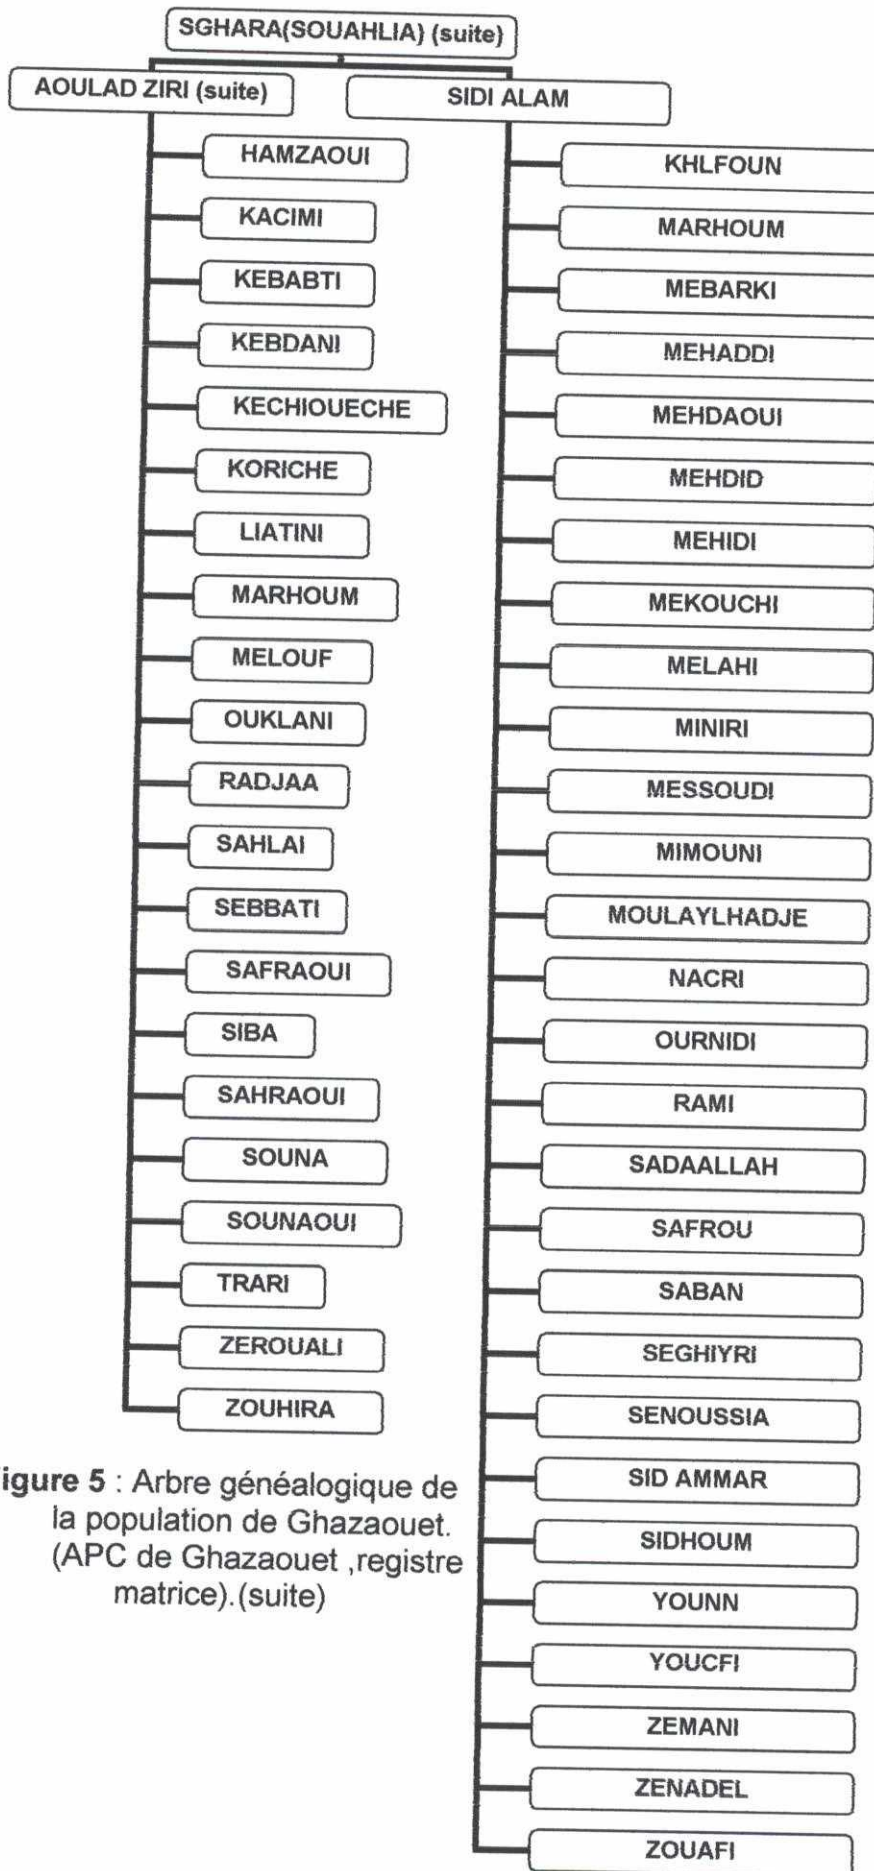 SGHARA(SOUAHLIA) (suite)
AOULAD ZIRI (suite)
HAMZAOUI
KACIMI
KEBABTI
KEBDANI
KECHIOUECHE
KORICHE
LIATINI
MARHOUM
MELOUF
OUKLANI
RADJAA
SAHLAI
SEBBATI
SAFRAOUI
SIBA
SAHRAOUI
SOUNA
SOUNAOUI
TRARI
ZEROUALI
ZOUHIRA
SIDI ALAM
KHLFOUN
MARHOUM
MEBARKI
MEHADDI
MEHDAOUI
MEHDID
MEHIDI
MEKOUCHI
MELAHI
MINIRI
MESSOUDI
MIMOUNI
MOULAYLHADJE
NACRI
OURNIDI
RAMI
SADAALLAH
SAFROU
SABAN
SEGHIYRI
SENOUSSIA
SID AMMAR
SIDHOUM
YOUNN
YOUCFI
ZEMANI
ZENADEL
ZOUAFI
igure 5 : Arbre généalogique de
la population de Ghazaouet.
(APC de Ghazaouet ,registre
matrice).(suite)